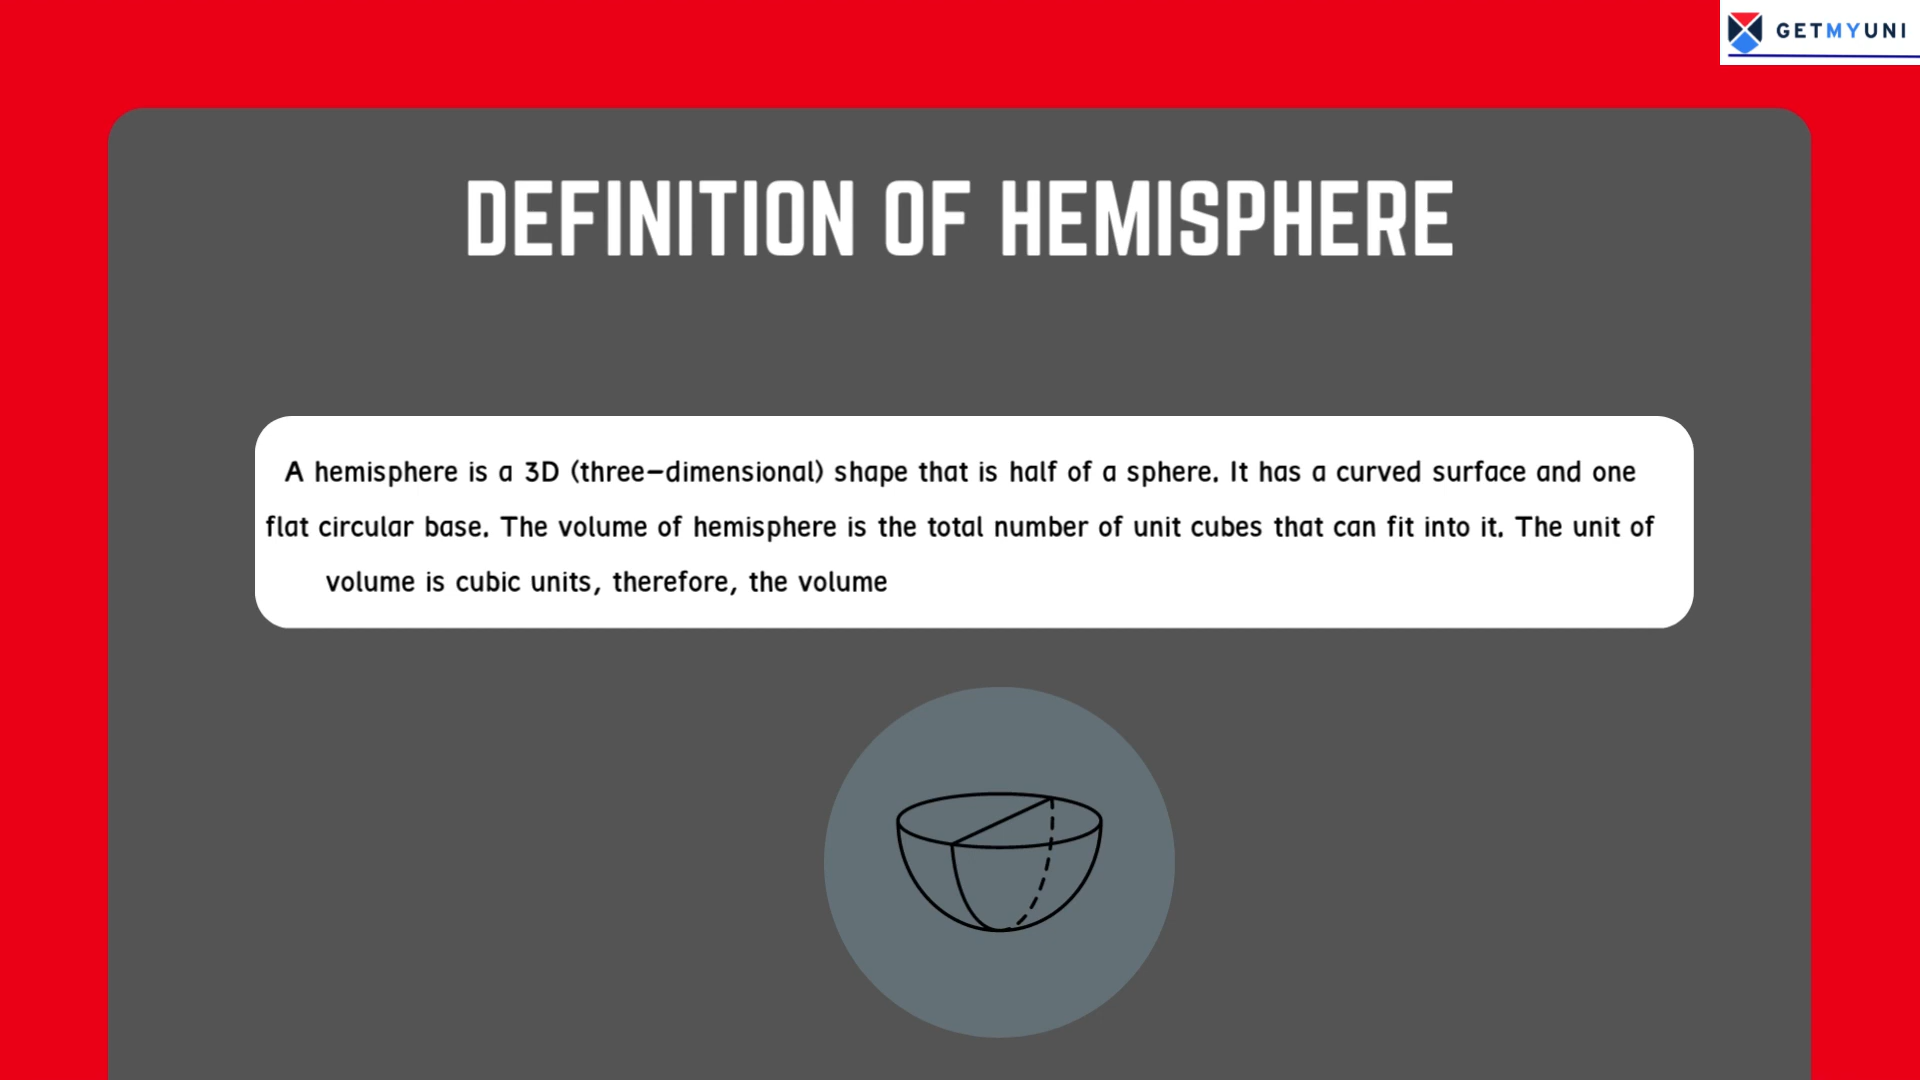 GETMYUNI
DEFINITION OF HEMISPHERE
A hemisphere is a 3D (three–dimensional) shape that is half of a sphere. It has a curved surface and one
flat circular base. The volume of hemisphere is the total number of unit cubes that can fit into it. The unit of
volume is cubic units, therefore, the volume